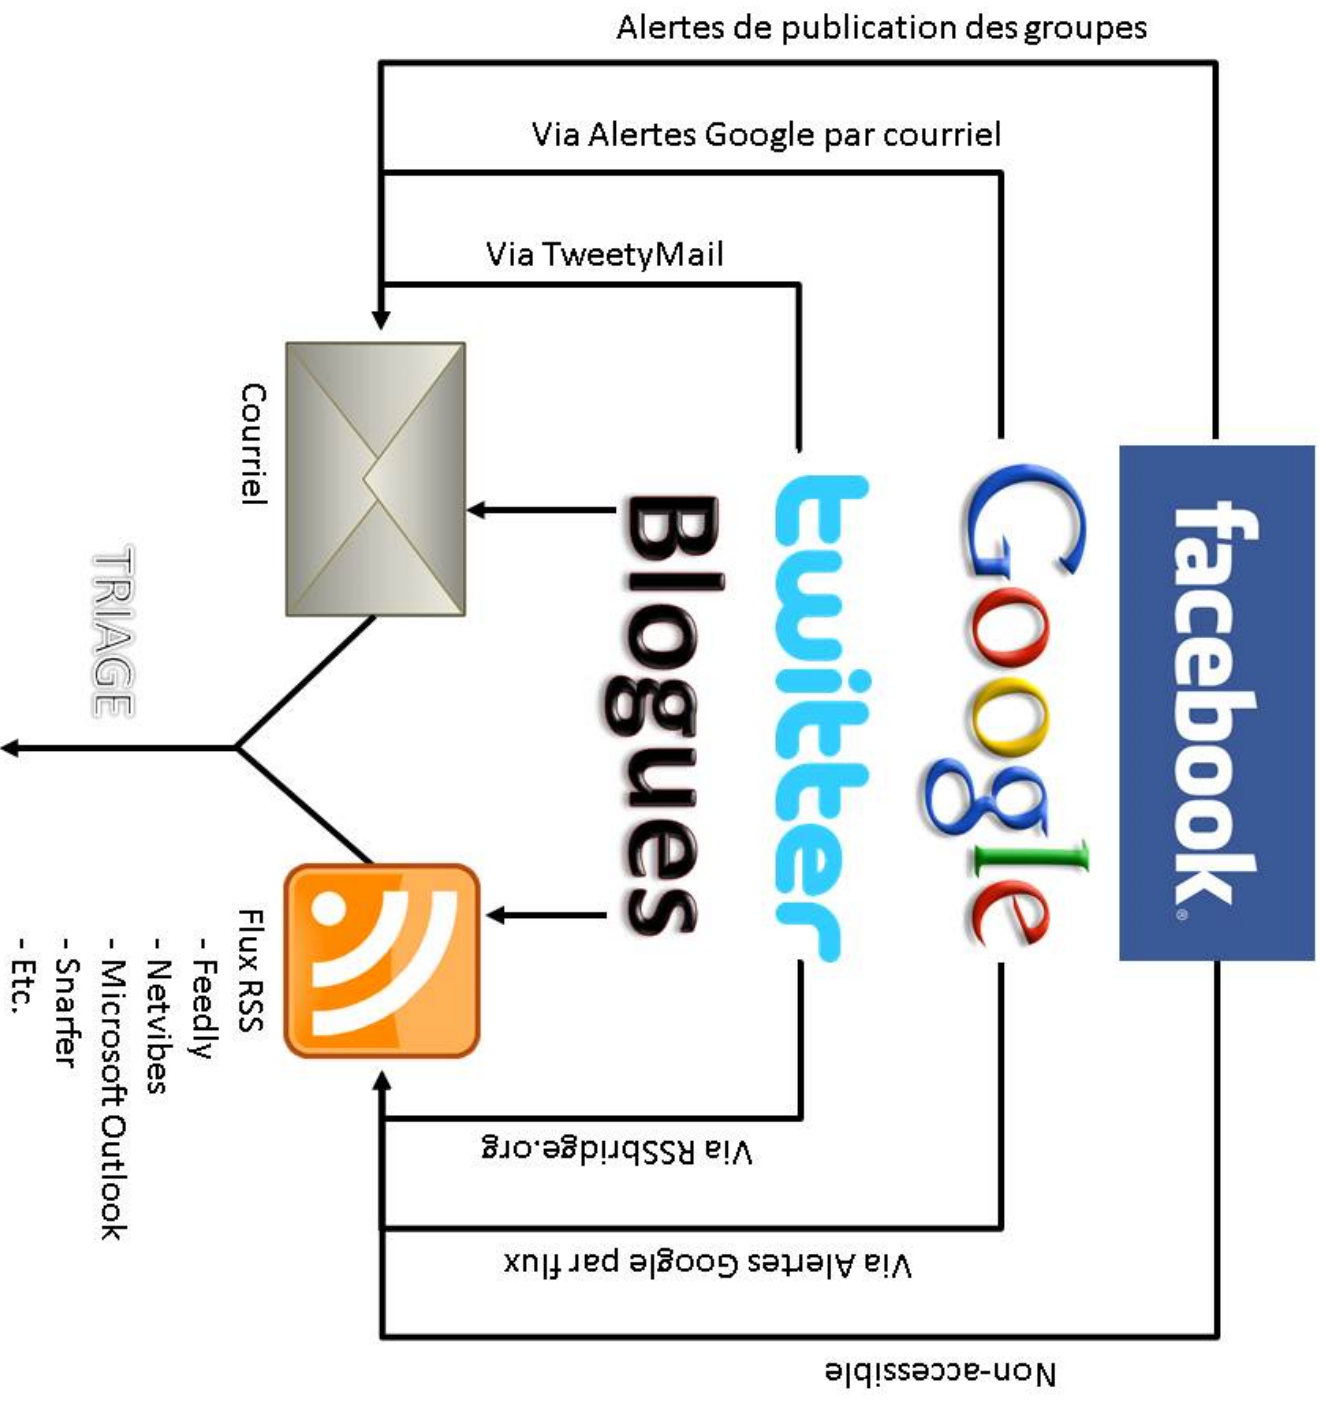 facebook®
Google
twitter
Blogues
Alertes de publication des groupes
Via Alertes Google par courriel
Via TweetyMail
Non-accessible
Via Alertes Google par flux
Via RSSbridge.org
Courriel
Flux RSS
- Feedly
- Netvibes
- Microsoft Outlook
- Snarfer
- Etc.
TRIAGE